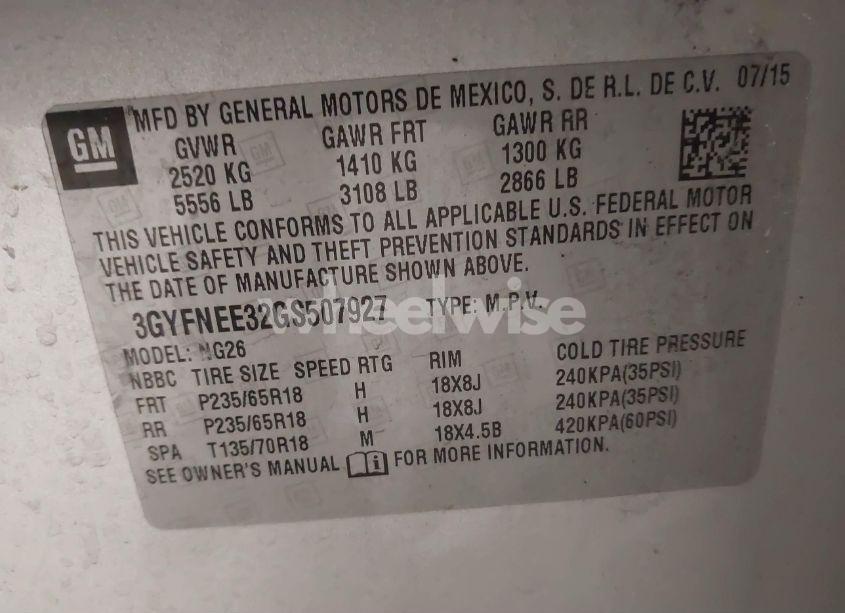 GM
MFD BY GENERAL MOTORS DE MEXICO, S. DE R.L. DE C.V. 07/15
GVWR GAWR FRT GAWR RR
2520 KG 1410 KG 1300 KG
5556 LB 3108 LB 2866 LB
THIS VEHICLE CONFORMS TO ALL APPLICABLE U.S. FEDERAL MOTOR
VEHICLE SAFETY AND THEFT PREVENTION STANDARDS IN EFFECT ON
THE DATE OF MANUFACTURE SHOWN ABOVE.
3GYFNEE32GS507927 TYPE: M.P.V.
wheelwise
MODEL: NG26
NBBC TIRE SIZE SPEED RTG RIM COLD TIRE PRESSURE
FRT P235/65R18 H 18X8J 240KPA(35PSI)
RR P235/65R18 H 18X8J 240KPA(35PSI)
SPA T135/70R18 M 18X4.5B 420KPA(60PSI)
SEE OWNER'S MANUAL FOR MORE INFORMATION.